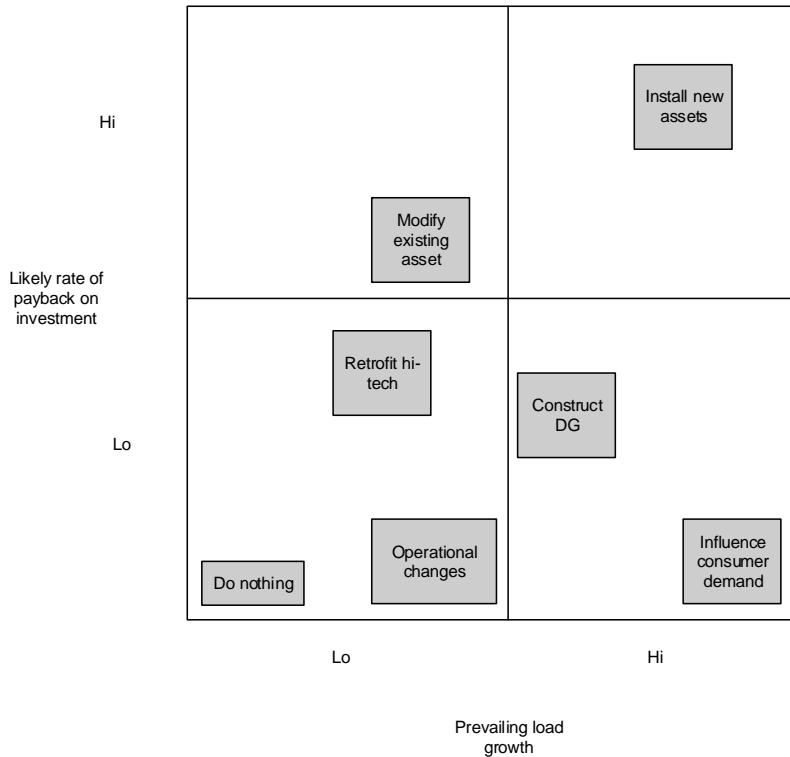 Install new
assets
Hi
Modify
existing
asset
Likely rate of
payback on
investment
Retrofit hi-
tech
Construct
DG
Lo
Operational
changes
Influence
consumer
demand
Do nothing
Lo
Hi
Prevailing load
growth